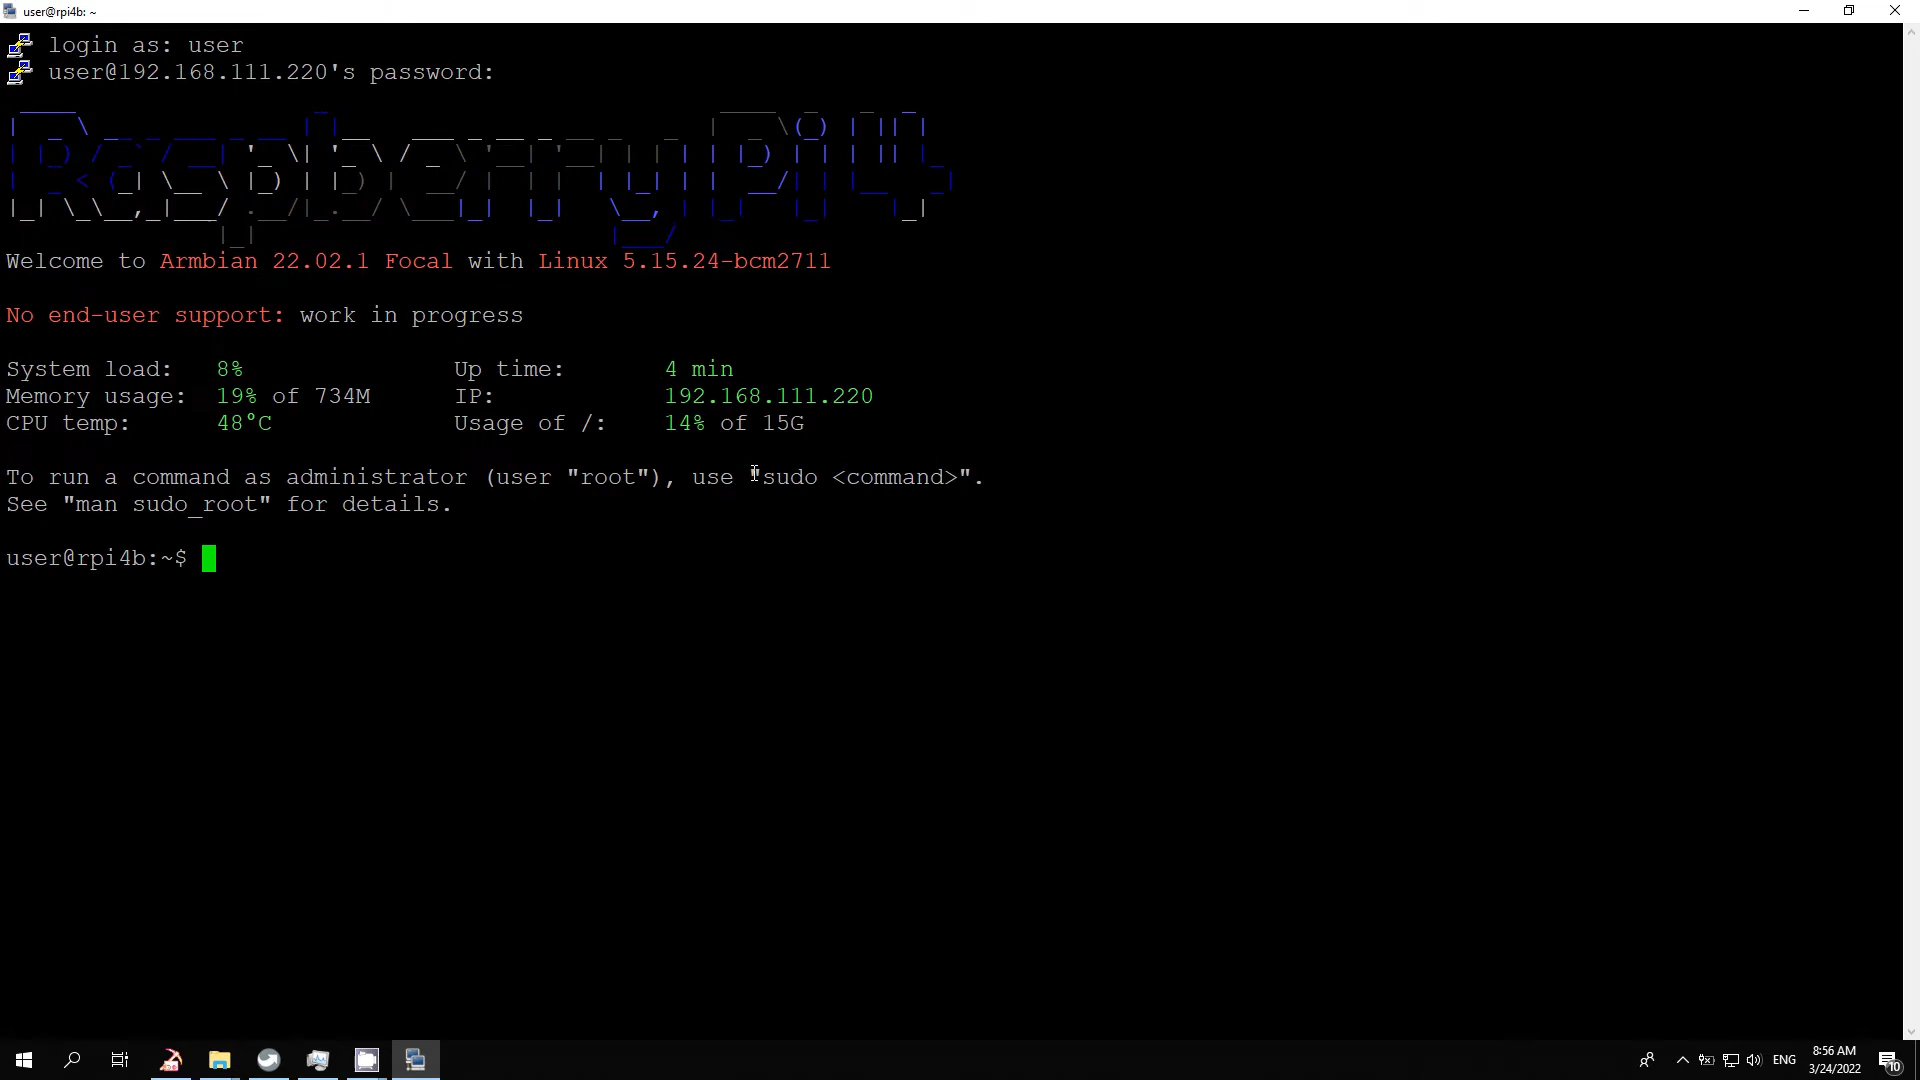 user@rpi4b: ~
login as: user
user@192.168.111.220's password:
Raspberry Pi 4
Welcome to Armbian 22.02.1 Focal with Linux 5.15.24-bcm2711
No end-user support: work in progress
System load: 8% Up time: 4 min
Memory usage: 19% of 734M IP: 192.168.111.220
CPU temp: 48°C Usage of /: 14% of 15G
To run a command as administrator (user "root"), use "sudo <command>".
See "man sudo_root" for details.
user@rpi4b:~$
ENG
8:56 AM
3/24/2022
10